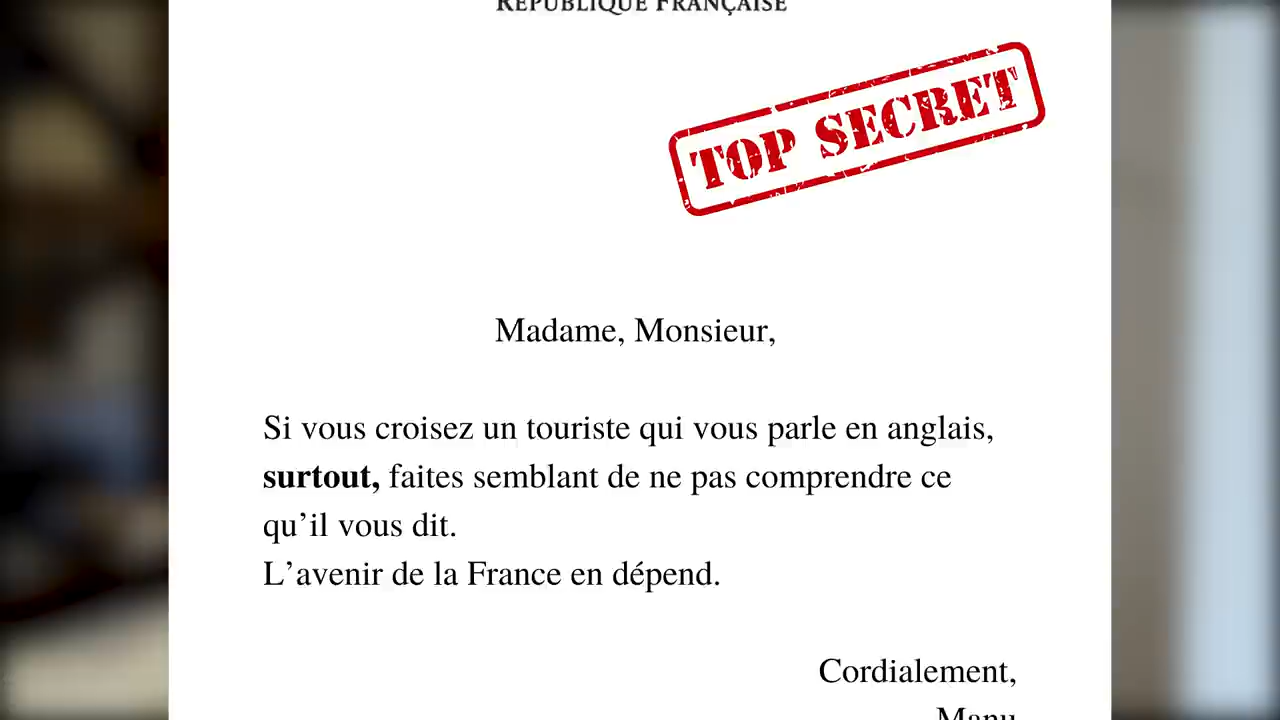 RÉPUBLIQUE FRANÇAISE
TOP SECRET
Madame, Monsieur,
Si vous croisez un touriste qui vous parle en anglais,
surtout, faites semblant de ne pas comprendre ce
qu’il vous dit.
L’avenir de la France en dépend.
Cordialement,
Manu